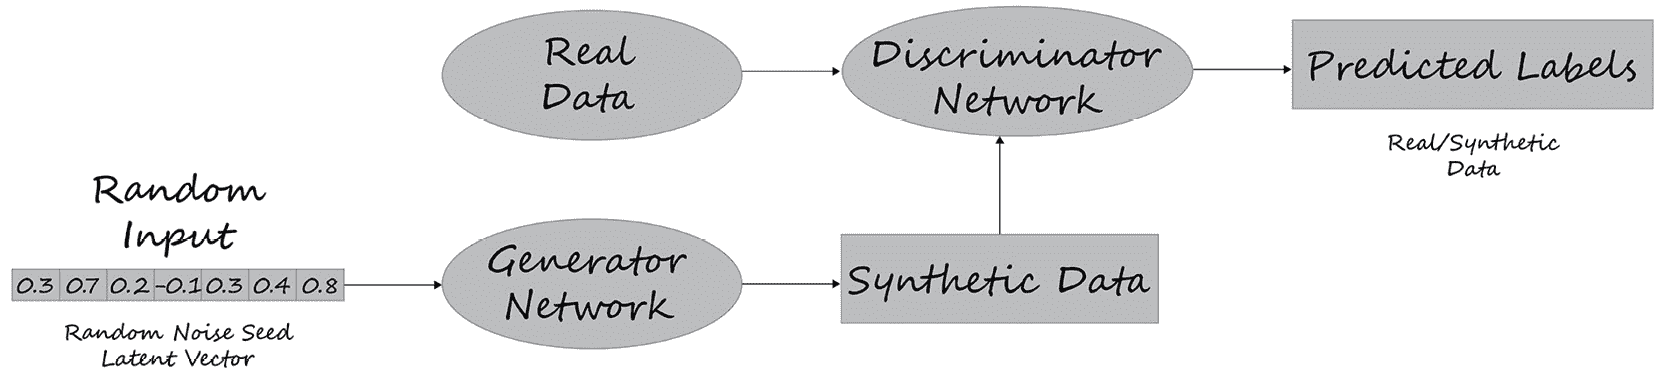 Real
Data
Discriminator
Network
Predicted Labels
Real/Synthetic
Data
Random
Input
0.3 0.7 0.2 -0.1 0.3 0.4 0.8
Random Noise Seed
Latent Vector
Generator
Network
Synthetic Data